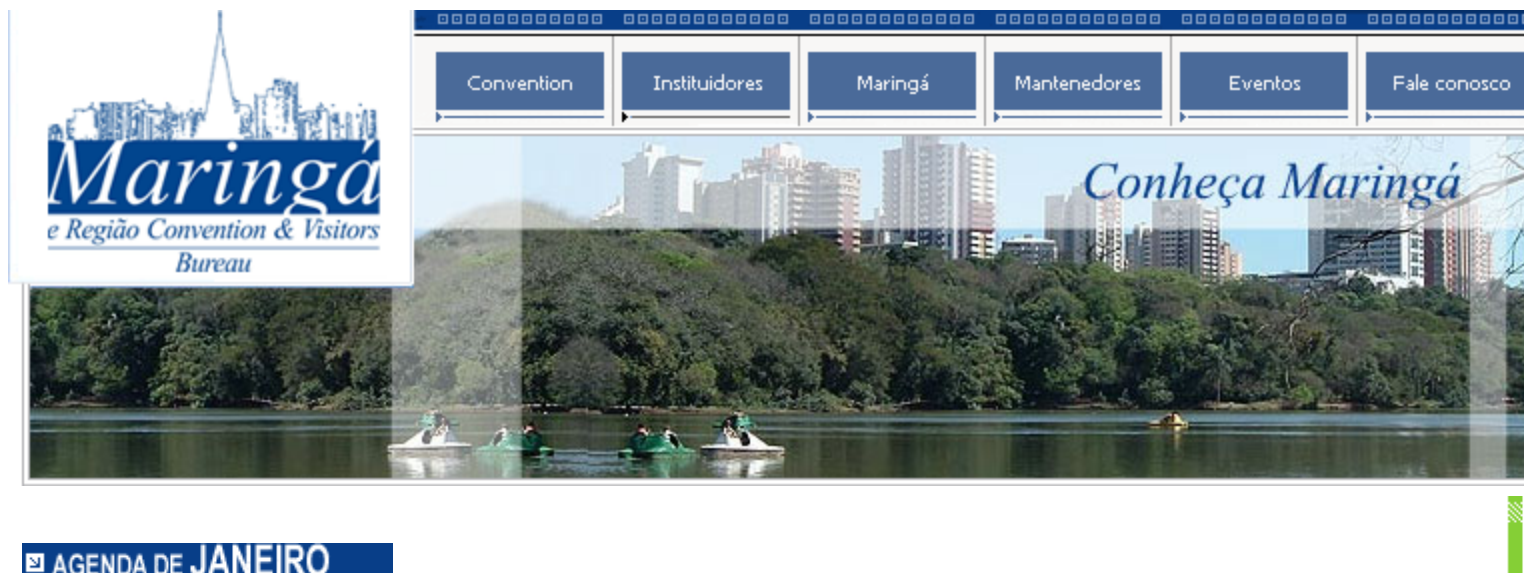 Convention
Instituidores
Maringá
Mantenedores
Eventos
Fale conosco
Maringá
e Região Convention & Visitors
Bureau
Conheça Maringá
AGENDA DE JANEIRO